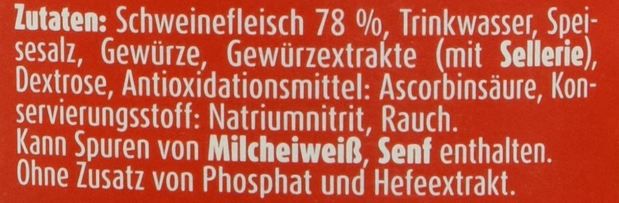 Zutaten: Schweinefleisch 78 %, Trinkwasser, Spei-
sesalz, Gewürze, Gewürzextrakte (mit Sellerie),
Dextrose, Antioxidationsmittel: Ascorbinsäure, Kon-
servierungsstoff: Natriumnitrit, Rauch.
Kann Spuren von Milcheiweiß, Senf enthalten.
Ohne Zusatz von Phosphat und Hefeextrakt.